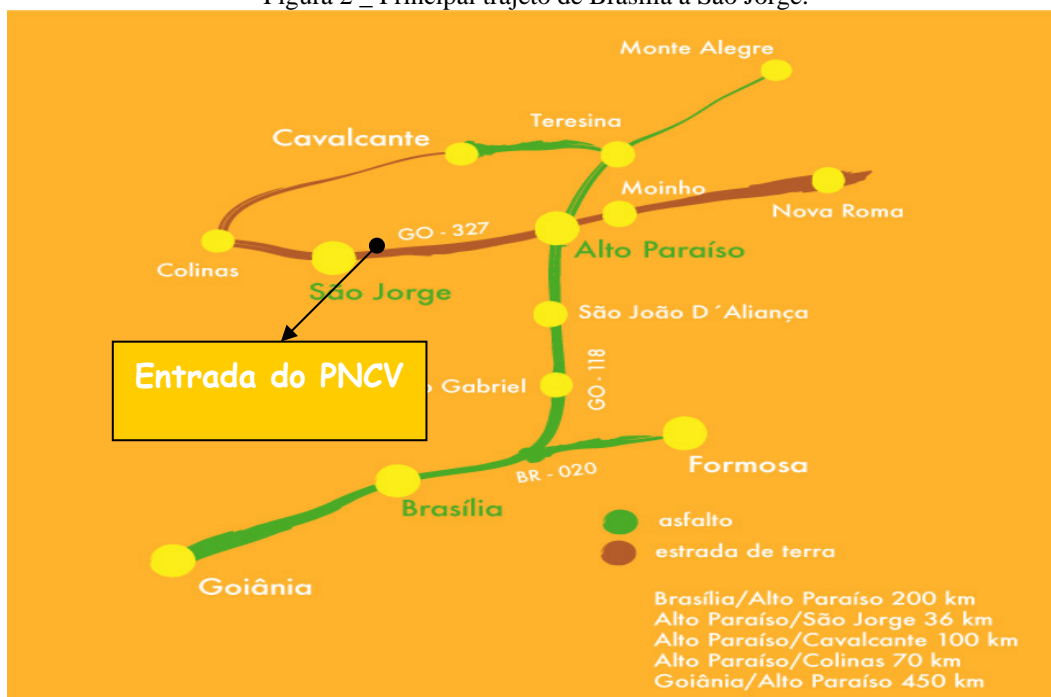 Figura 2 _ Principal trajeto de Brasília a São Jorge.
Monte Alegre
Teresina
Cavalcante
Moinho
Nova Roma
GO - 327
Alto Paraíso
Colinas
São Jorge
São João D´Aliança
Entrada do PNCV
Gabriel
GO - 118
Formosa
BR - 020
Brasília
asfalto
estrada de terra
Goiânia
Brasília/Alto Paraíso 200 km
Alto Paraíso/São Jorge 36 km
Alto Paraíso/Cavalcante 100 km
Alto Paraíso/Colinas 70 km
Goiânia/Alto Paraíso 450 km